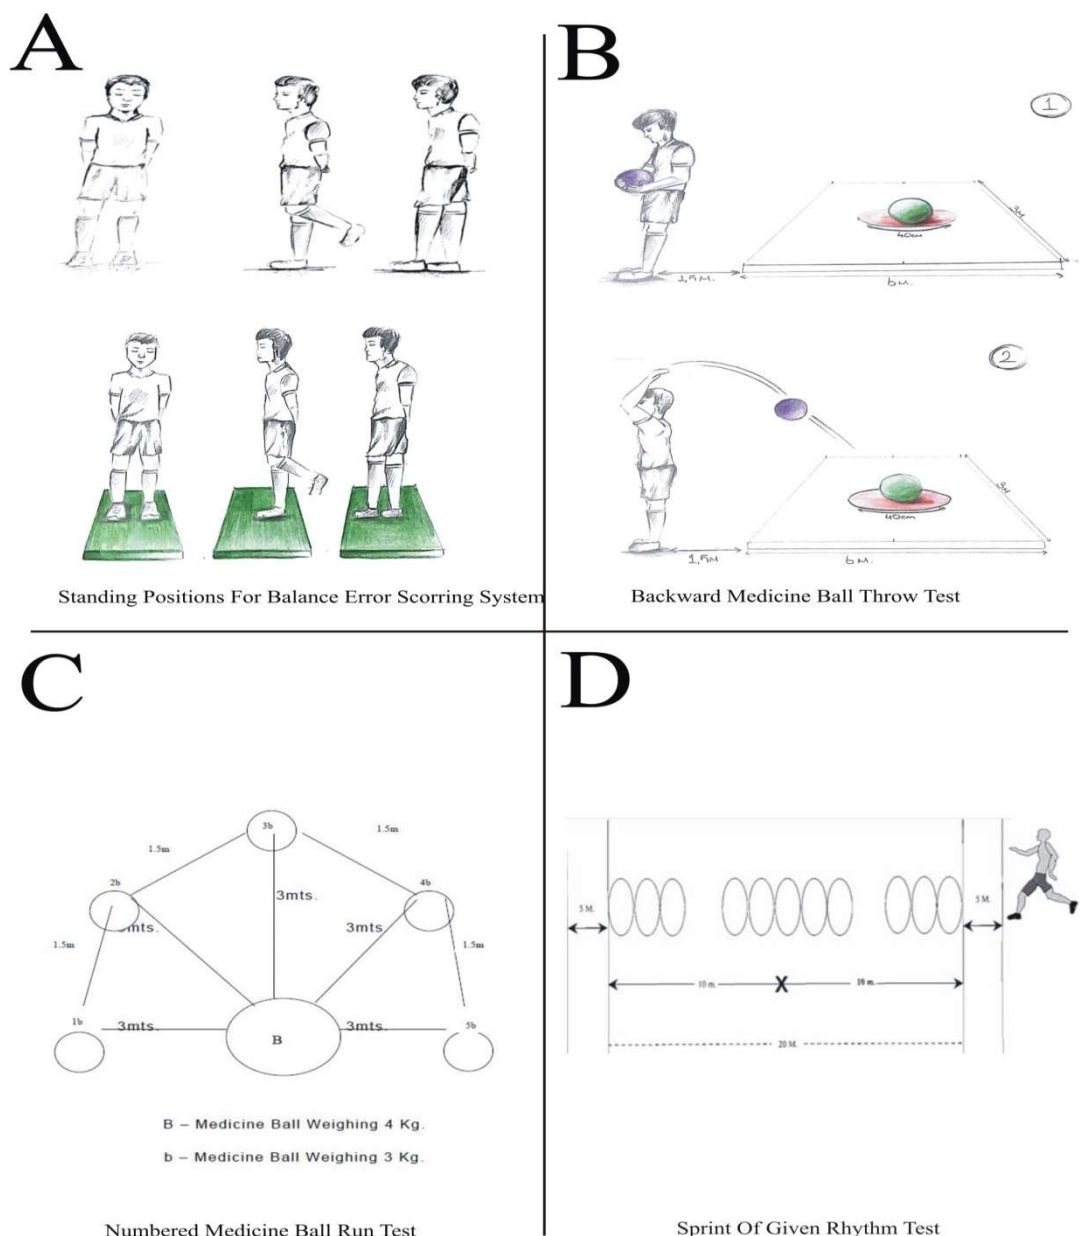 A
Standing Positions For Balance Error Scorring System
B
1
3M
40cm
1,5M.
6M.
2
3M
40cm
1,5M
6M.
Backward Medicine Ball Throw Test
C
3b
1.5m
1.5m
2b
4b
3mts.
mts.
3mts.
1.5m
1.5m
1b
3mts.
3mts.
5b
B
B – Medicine Ball Weighing 4 Kg.
b – Medicine Ball Weighing 3 Kg.
Numbered Medicine Ball Run Test
D
5 M.
5 M.
10 m.
X
10 m.
20 M.
Sprint Of Given Rhythm Test